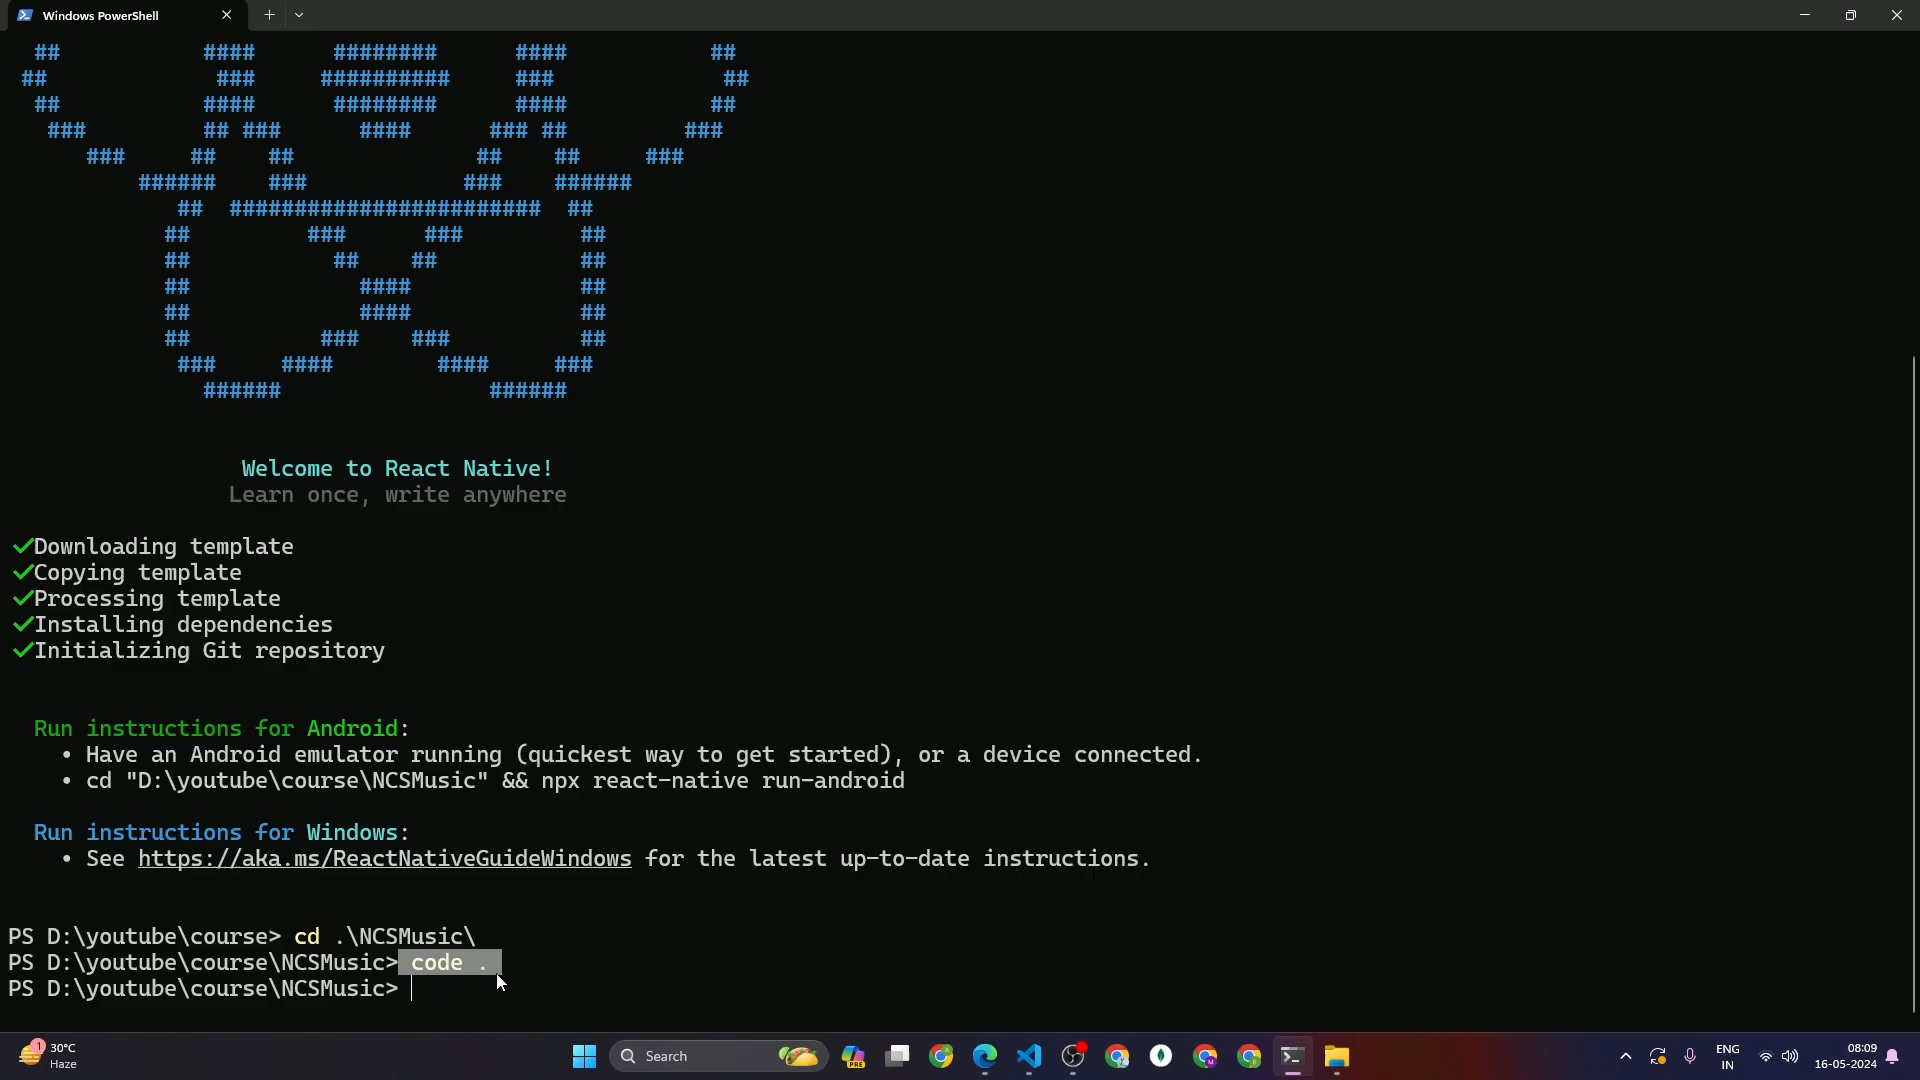 Windows PowerShell
##           ####      ########      ####           ##
##             ###     ##########     ###             ##
##           ####      ########      ####           ##
###         ## ###      ####      ### ##         ###
###     ##    ##              ##    ##     ###
######    ###            ###    ######
##  ########################  ##
##         ###      ###         ##
##           ##    ##           ##
##             ####             ##
##             ####             ##
##          ###    ###          ##
###     ####        ####     ###
######                ######
Welcome to React Native!
Learn once, write anywhere
✔Downloading template
✔Copying template
✔Processing template
✔Installing dependencies
✔Initializing Git repository
Run instructions for Android:
• Have an Android emulator running (quickest way to get started), or a device connected.
• cd "D:\youtube\course\NCSMusic" && npx react-native run-android
Run instructions for Windows:
• See https://aka.ms/ReactNativeGuideWindows for the latest up-to-date instructions.
PS D:\youtube\course> cd .\NCSMusic\
PS D:\youtube\course\NCSMusic> code .
PS D:\youtube\course\NCSMusic>
1
30°C
Haze
Search
PRE
ENG
IN
08:09
16-05-2024